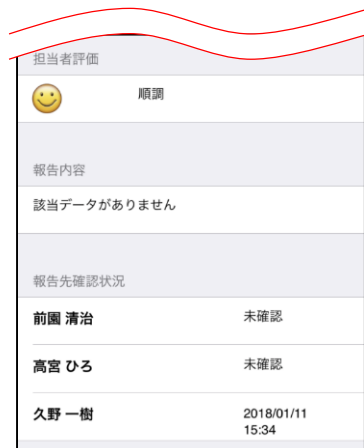 担当者評価
順調
報告内容
該当データがありません
報告先確認状況
前園 清治 未確認
高宮 ひろ 未確認
久野 一樹 2018/01/11
15:34